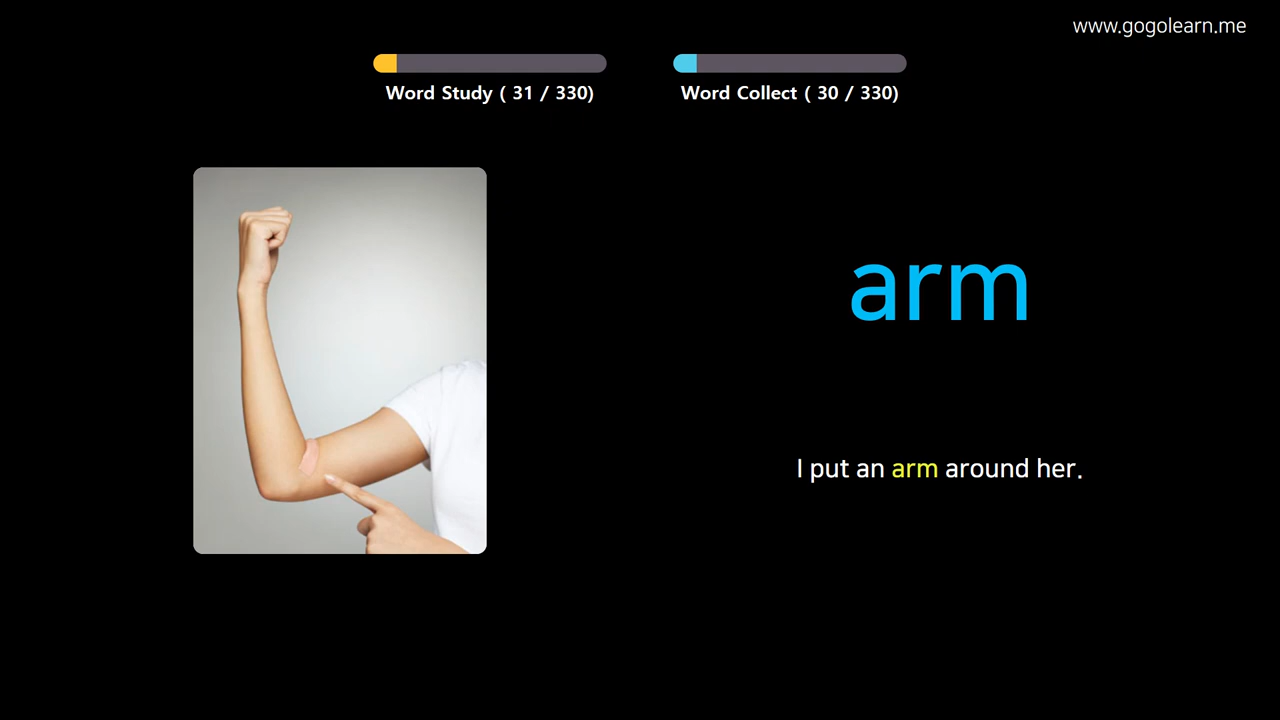 www.gogolearn.me
Word Study ( 31 / 330)
Word Collect ( 30 / 330)
arm
I put an arm around her.